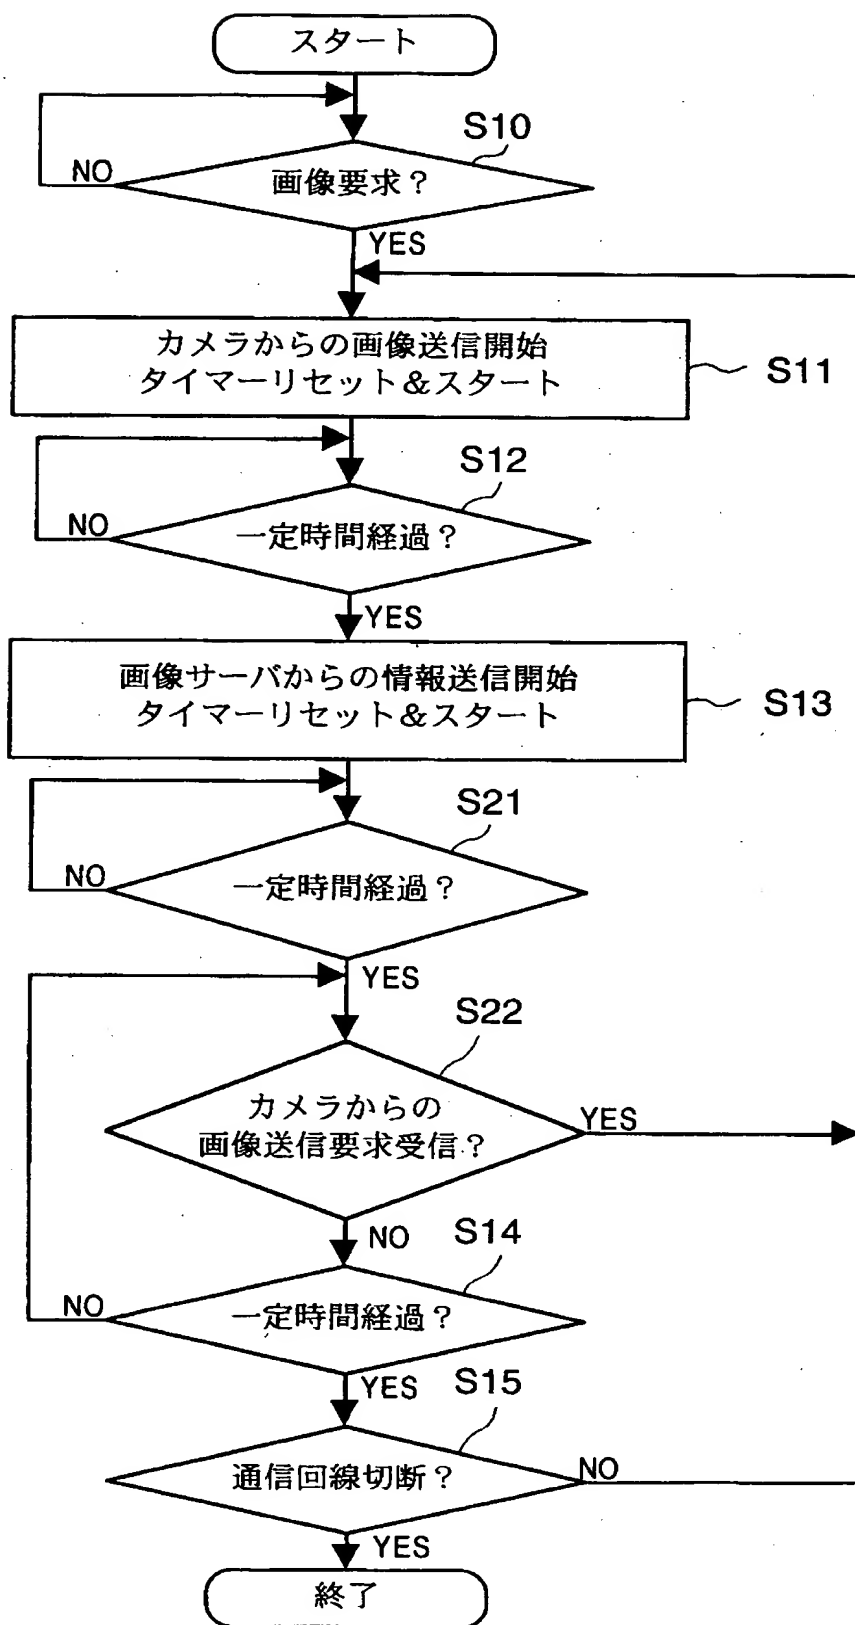 スタート
S10
画像要求？
NO
YES
カメラからの画像送信開始
タイマーリセット＆スタート
S11
S12
一定時間経過？
NO
YES
画像サーバからの情報送信開始
タイマーリセット＆スタート
S13
S21
一定時間経過？
NO
YES
S22
カメラからの
画像送信要求受信？
YES
NO
S14
一定時間経過？
NO
YES
S15
通信回線切断？
NO
YES
終了